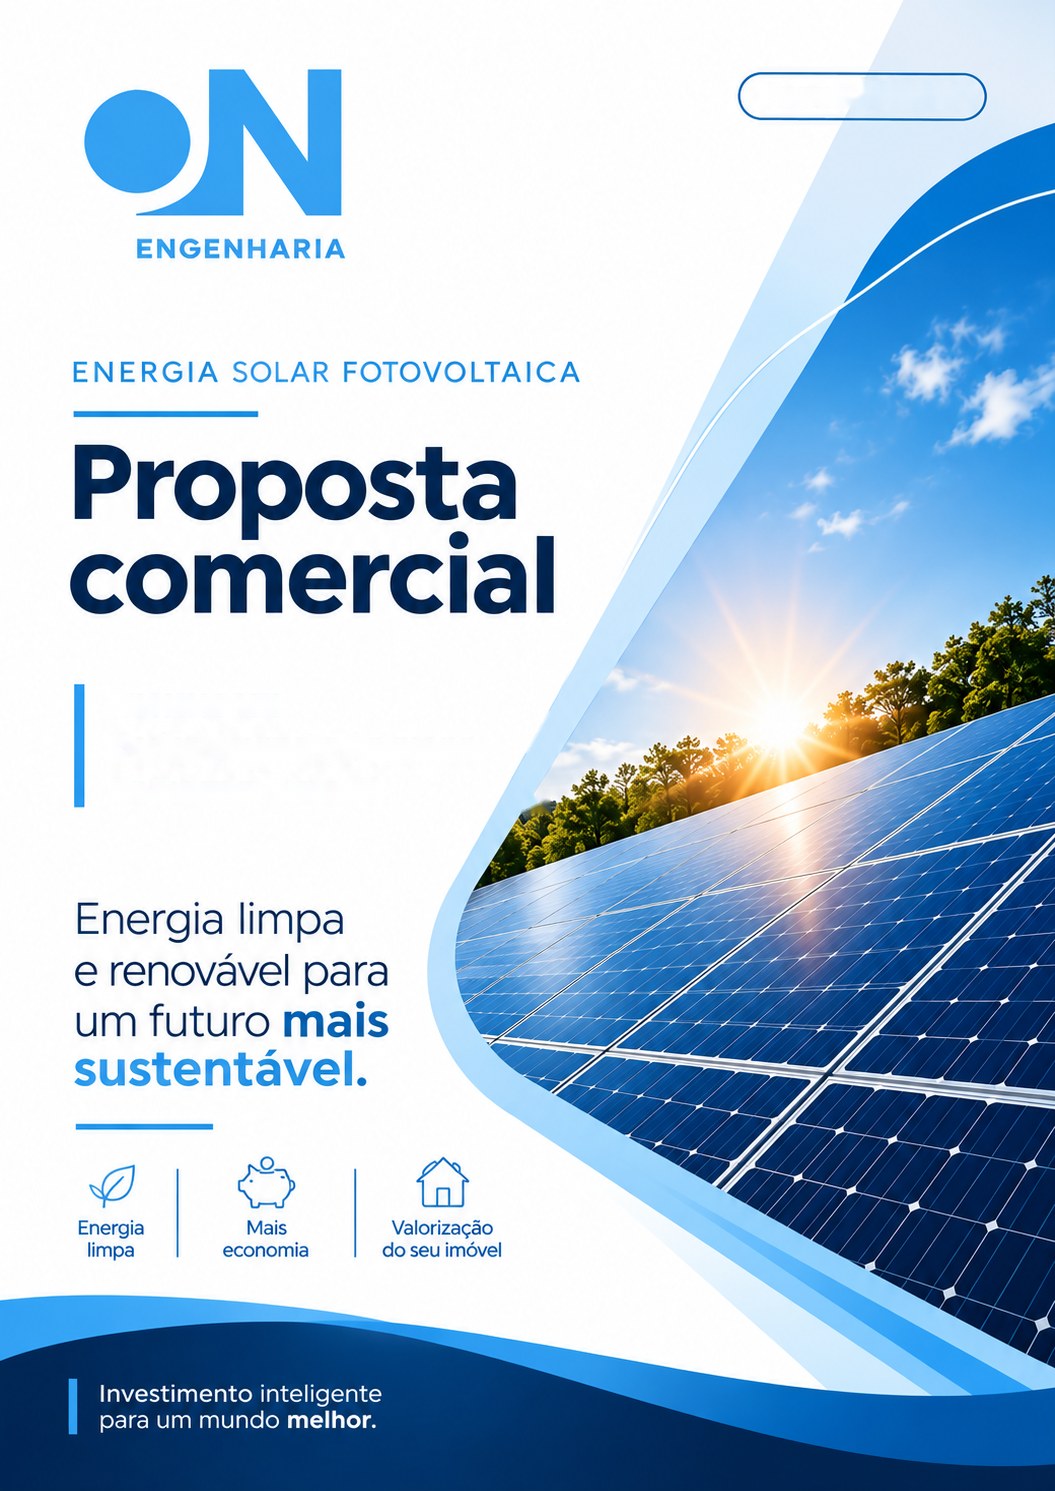 ON
ENGENHARIA
ENERGIA SOLAR FOTOVOLTAICA
Proposta
comercial
Energia limpa
e renovável para
um futuro mais
sustentável.
Energia
limpa
Mais
economia
Valorização
do seu imóvel
Investimento inteligente
para um mundo melhor.